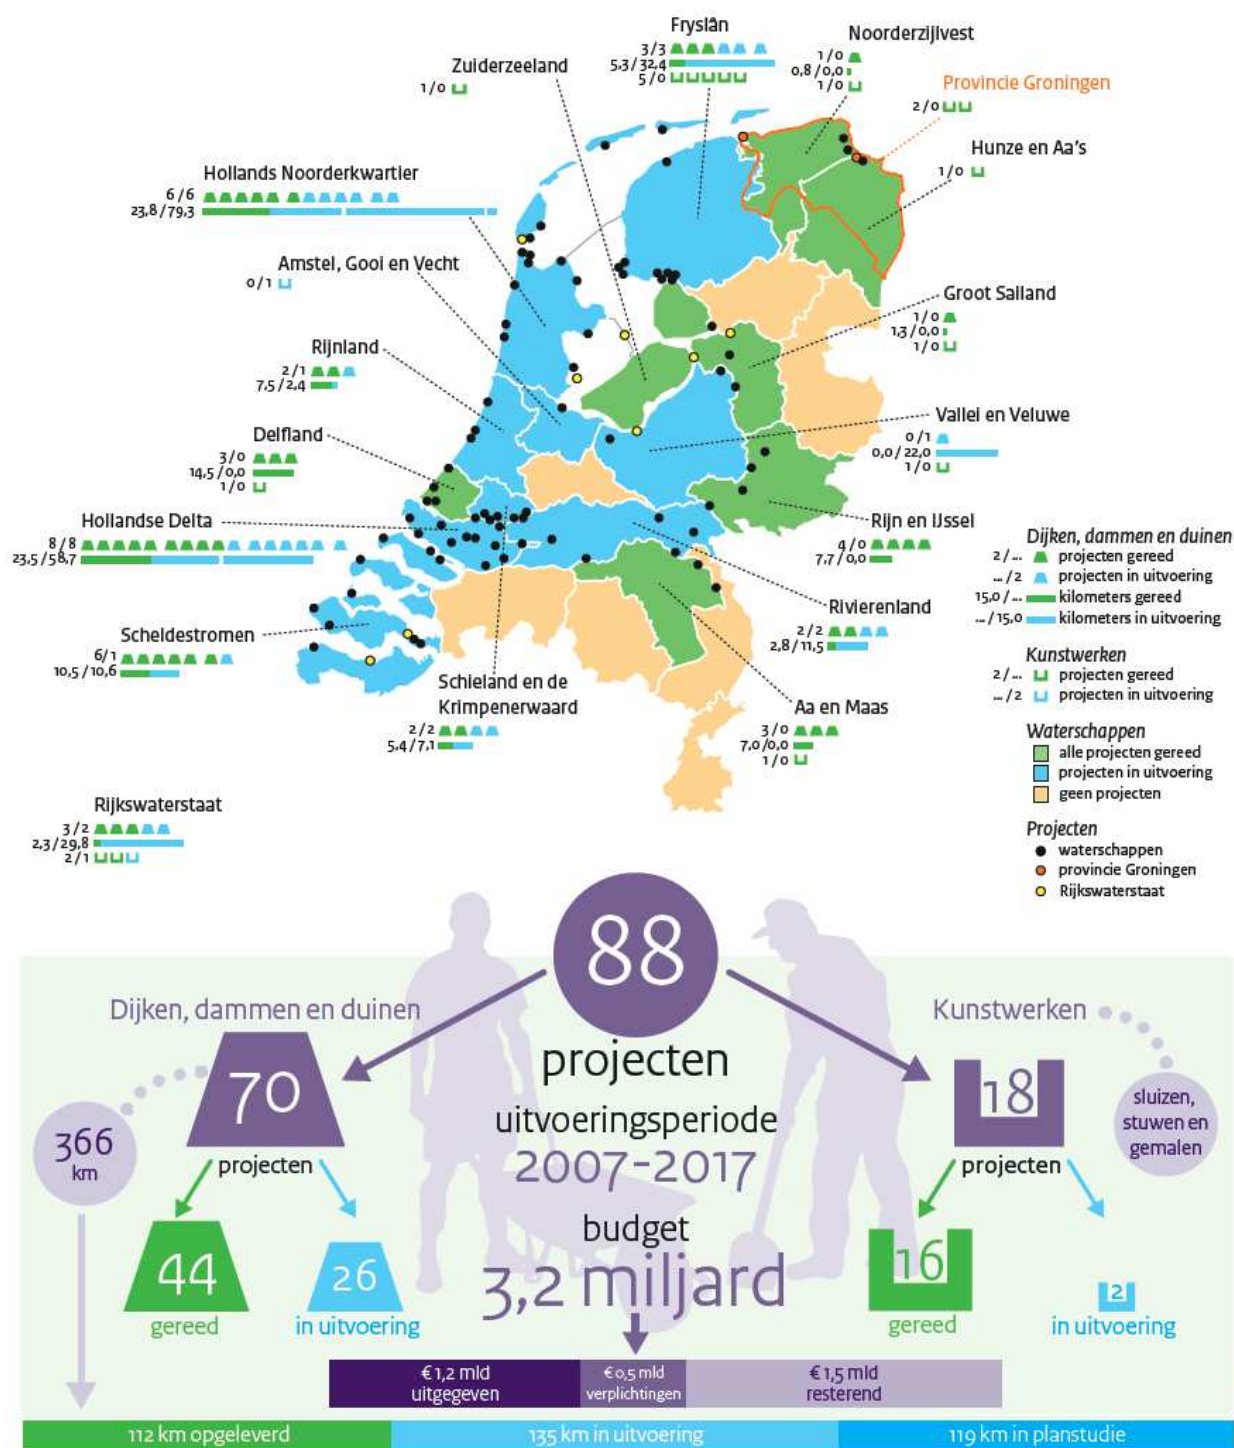 Fryslân
3/3
5,3/32,4
5/0
Noorderzijlvest
1/0
0,8/0,0
1/0
Zuiderzeeland
1/0
Provincie Groningen
2/0
Hunze en Aa's
1/0
Hollands Noorderkwartier
6/6
23,8/79,3
Amstel, Gooi en Vecht
0/1
Groot Salland
1/0
1,3/0,0
1/0
Rijnland
2/1
7,5/2,4
Vallei en Veluwe
0/1
0,0/22,0
1/0
Delfland
3/0
14,5/0,0
1/0
Hollandse Delta
8/8
23,5/58,7
Rijn en IJssel
4/0
7,7/0,0
Scheldestromen
6/1
10,5/10,6
Rivierenland
2/2
2,8/11,5
Schieland en de
Krimpenerwaard
2/2
5,4/7,1
Aa en Maas
3/0
7,0/0,0
1/0
Rijkswaterstaat
3/2
2,3/29,8
2/1
Dijken, dammen en duinen
2/... projecten gereed
.../2 projecten in uitvoering
15,0/... kilometers gereed
.../15,0 kilometers in uitvoering
Kunstwerken
2/... projecten gereed
.../2 projecten in uitvoering
Waterschappen
alle projecten gereed
projecten in uitvoering
geen projecten
Projecten
waterschappen
provincie Groningen
Rijkswaterstaat
88
projecten
uitvoeringsperiode
2007-2017
budget
3,2 miljard
Dijken, dammen en duinen
70
projecten
366
km
44
gereed
26
in uitvoering
Kunstwerken
18
projecten
sluizen,
stuwen en
gemalen
16
gereed
2
in uitvoering
€ 1,2 mld
uitgegeven
€ 0,5 mld
verplichtingen
€ 1,5 mld
resterend
112 km opgeleverd
135 km in uitvoering
119 km in planstudie